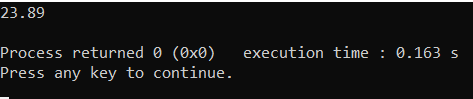 23.89
Process returned 0 (0x0)   execution time : 0.163 s
Press any key to continue.